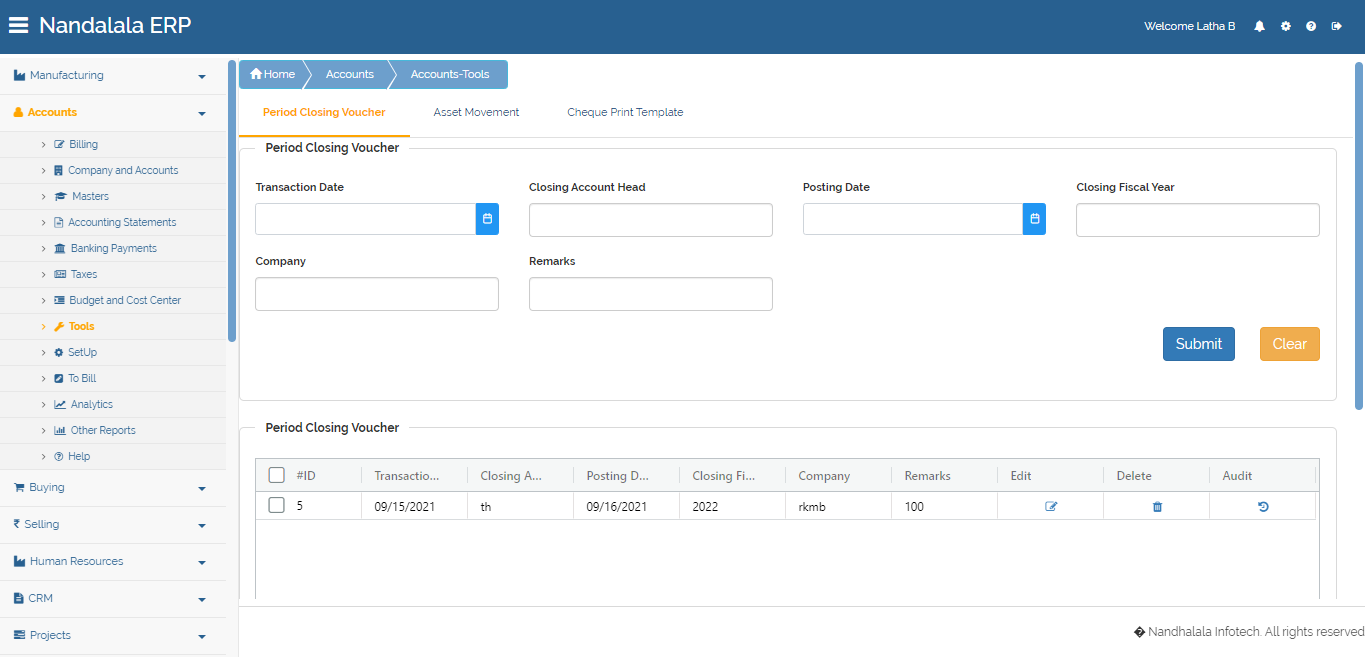 Nandalala ERP
Welcome Latha B
Manufacturing
Accounts
Billing
Company and Accounts
Masters
Accounting Statements
Banking Payments
Taxes
Budget and Cost Center
Tools
SetUp
To Bill
Analytics
Other Reports
Help
Buying
₹ Selling
Human Resources
CRM
Projects
Home Accounts Accounts-Tools
Period Closing Voucher Asset Movement Cheque Print Template
Period Closing Voucher
Transaction Date Closing Account Head Posting Date Closing Fiscal Year
Company Remarks
Submit Clear
Period Closing Voucher
#ID Transactio... Closing A... Posting D... Closing Fi... Company Remarks Edit Delete Audit
5 09/15/2021 th 09/16/2021 2022 rkmb 100
� Nandhalala Infotech. All rights reserved